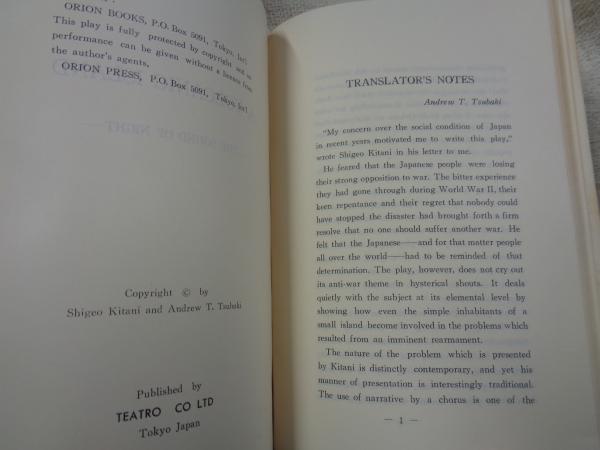 ORION BOOKS, P.O. Box 5091, Tokyo, Int'l
This play is fully protected by copyright and no
performance can be given without a licence from
the author's agents,
ORION PRESS, P.O. Box 5091, Tokyo, Int'l
Copyright © by
Shigeo Kitani and Andrew T. Tsubaki
Published by
TEATRO CO LTD
Tokyo Japan
TRANSLATOR'S NOTES
Andrew T. Tsubaki
"My concern over the social condition of Japan
in recent years motivated me to write this play,"
wrote Shigeo Kitani in his letter to me.
He feared that the Japanese people were losing
their strong opposition to war. The bitter experience
they had gone through during World War II, their
keen repentance and their regret that nobody could
have stopped the disaster had brought forth a firm
resolve that no one should suffer another war. He
felt that the Japanese——and for that matter people
all over the world——had to be reminded of that
determination. The play, however, does not cry out
its anti-war theme in hysterical shouts. It deals
quietly with the subject at its elemental level by
showing how even the simple inhabitants of a
small island become involved in the problems which
resulted from an imminent rearmament.
The nature of the problem which is presented
by Kitani is distinctly contemporary, and yet his
manner of presentation is interestingly traditional.
The use of narrative by a chorus is one of the
— 1 —